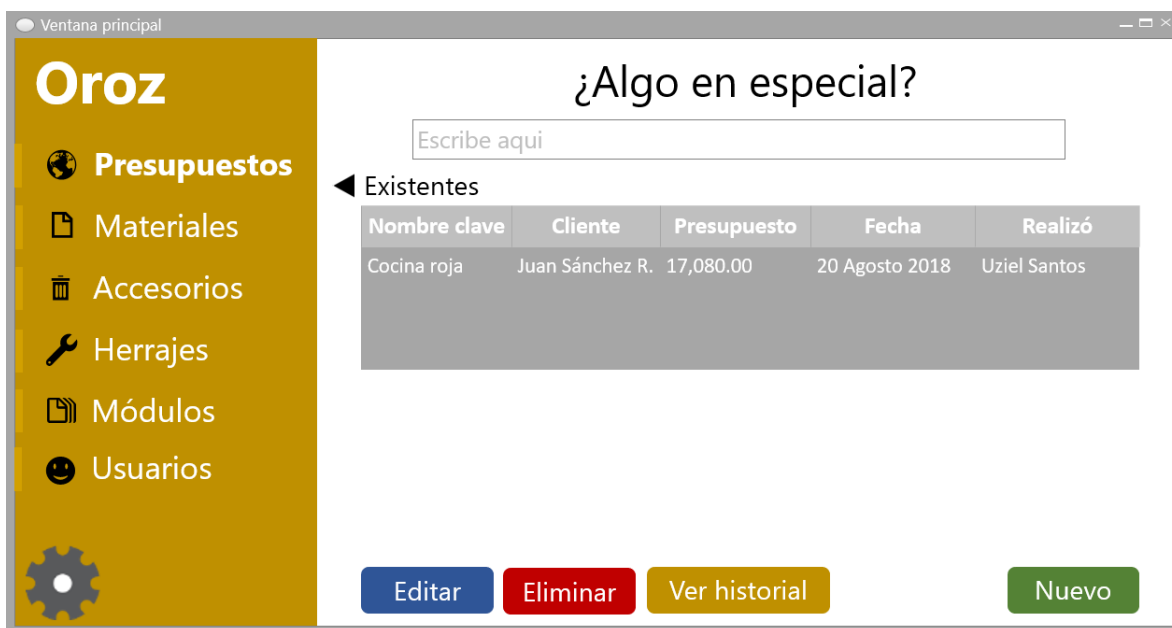 Ventana principal
Oroz
Presupuestos
Materiales
Accesorios
Herrajes
Módulos
Usuarios
¿Algo en especial?
Escribe aqui
Existentes
Nombre clave Cliente Presupuesto Fecha Realizó
Cocina roja Juan Sánchez R. 17,080.00 20 Agosto 2018 Uziel Santos
Editar Eliminar Ver historial Nuevo